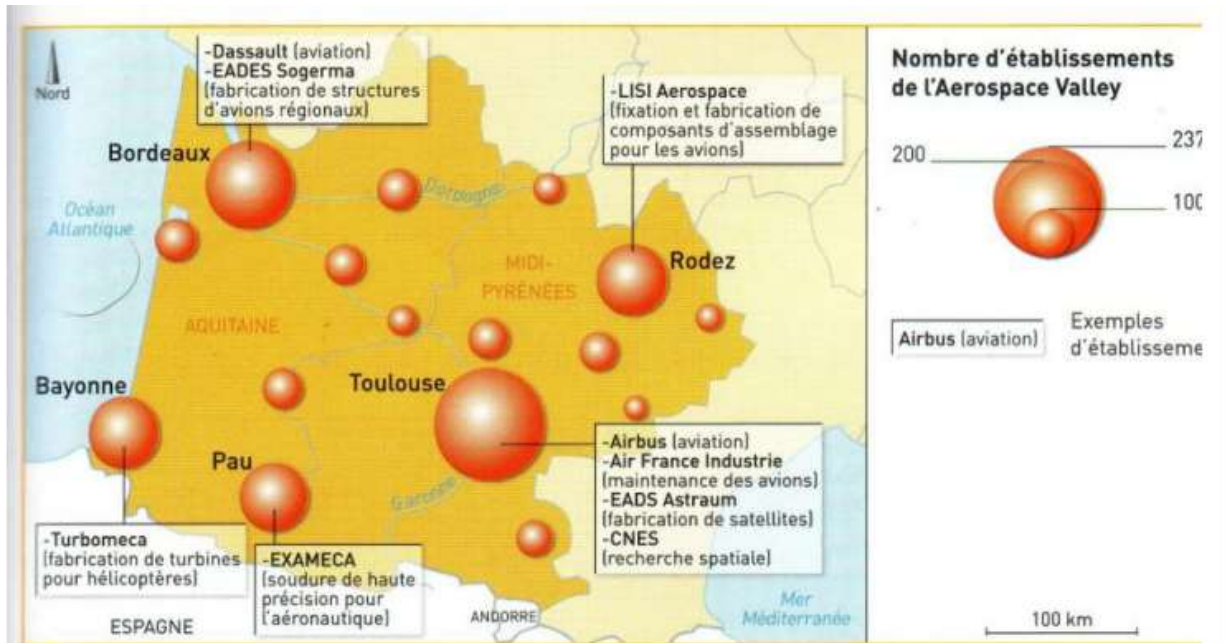 Nord
-Dassault (aviation)
-EADES Sogerma
(fabrication de structures
d'avions régionaux)
Bordeaux
Océan
Atlantique
Dordogne
-LISI Aerospace
(fixation et fabrication de
composants d'assemblage
pour les avions)
MIDI-
PYRÉNÉES
Rodez
AQUITAINE
Bayonne
Toulouse
Pau
Garonne
-Airbus (aviation)
-Air France Industrie
(maintenance des avions)
-EADS Astraum
(fabrication de satellites)
-CNES
(recherche spatiale)
-Turbomeca
(fabrication de turbines
pour hélicoptères)
-EXAMECA
(soudure de haute
précision pour
l'aéronautique)
ESPAGNE
ANDORRE
Mer
Méditerranée
Nombre d'établissements
de l'Aerospace Valley
237
200
100
Airbus (aviation)
Exemples
d'établisseme
100 km